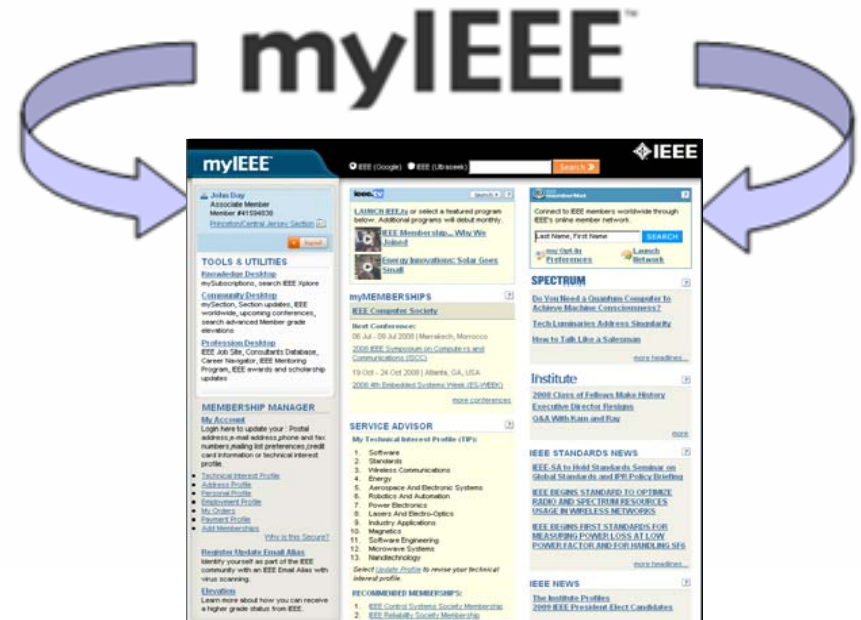 myIEEE™
myIEEE
IEEE (Google) IEEE (Ultraseek) Search
IEEE
John Day
Associate Member
Member #41594638
Princeton/Central Jersey Section
TOOLS & UTILITIES
Knowledge Desktop
mySubscriptions, search IEEE Xplore
Community Desktop
mySection, Section updates, IEEE
worldwide, upcoming conferences,
search advanced Member grade
elevations
Profession Desktop
IEEE Job Site, Consultants Database,
Career Navigator, IEEE Mentoring
Program, IEEE awards and scholarship
updates
MEMBERSHIP MANAGER
My Account
Login here to update your : Postal
address,e-mail address,phone and fax
numbers,mailing list preferences,credit
card information or technical interest
profile.
Technical Interest Profile
Address Profile
Personal Profile
Employment Profile
My Orders
Payment Profile
Add Memberships
Why is this Secure?
Register/Update Email Alias
Identify yourself as part of the IEEE
community with an IEEE Email Alias with
virus scanning.
Elevation
Learn more about how you can receive
a higher grade status from IEEE.
ieee.tv
LAUNCH IEEE.tv or select a featured program
below. Additional programs will debut monthly.
IEEE Membership... Why We
Joined
Energy Innovations: Solar Goes
Small
myMEMBERSHIPS
IEEE Computer Society
Next Conference:
06 Jul - 09 Jul 2008 | Marrakech, Morrocco
2008 IEEE Symposium on Computers and
Communications (ISCC)
19 Oct - 24 Oct 2008 | Atlanta, GA, USA
2008 4th Embedded Systems Week (ES-WEEK)
more conferences
SERVICE ADVISOR
My Technical Interest Profile (TIP):
1. Software
2. Standards
3. Wireless Communications
4. Energy
5. Aerospace And Electronic Systems
6. Robotics And Automation
7. Power Electronics
8. Lasers And Electro-Optics
9. Industry Applications
10. Magnetics
11. Software Engineering
12. Microwave Systems
13. Nanotechnology
Select Update Profile to revise your technical
interest profile.
RECOMMENDED MEMBERSHIPS:
1. IEEE Control Systems Society Membership
2. IEEE Reliability Society Membership
memberNet
Connect to IEEE members worldwide through
IEEE's online member network.
Last Name, First Name SEARCH
my Opt-In
Preferences
Launch
Network
SPECTRUM
Do You Need a Quantum Computer to
Achieve Machine Consciousness?
Tech Luminaries Address Singularity
How to Talk Like a Salesman
more headlines...
Institute
2008 Class of Fellows Make History
Executive Director Resigns
Q&A With Kam and Ray
more
IEEE STANDARDS NEWS
IEEE-SA to Hold Standards Seminar on
Global Standards and IPR Policy Briefing
IEEE BEGINS STANDARD TO OPTIMIZE
RADIO AND SPECTRUM RESOURCES
USAGE IN WIRELESS NETWORKS
IEEE BEGINS FIRST STANDARDS FOR
MEASURING POWER LOSS AT LOW
POWER FACTOR AND FOR HANDLING SF6
more headlines...
IEEE NEWS
The Institute Profiles
2009 IEEE President-Elect Candidates